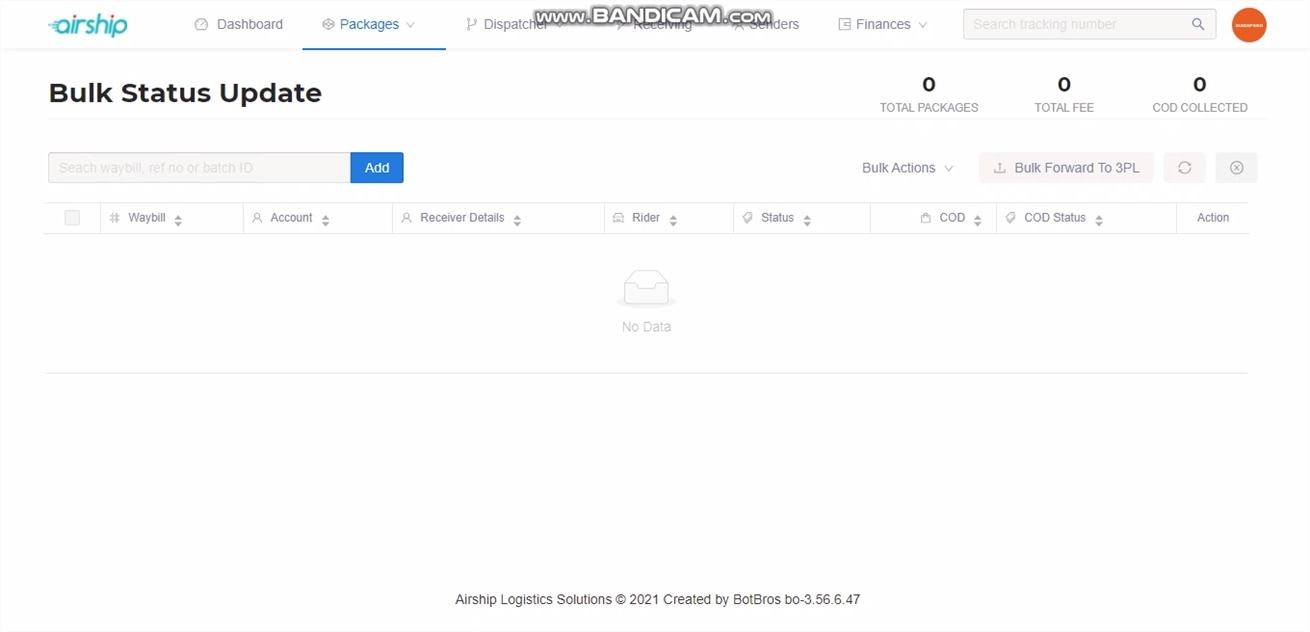 airship Dashboard Packages Dispatcher Receiving Senders Finances Search tracking number
www.BANDICAM.com
Bulk Status Update
0 0 0
TOTAL PACKAGES TOTAL FEE COD COLLECTED
Seach waybill, ref no or batch ID Add Bulk Actions Bulk Forward To 3PL
# Waybill Account Receiver Details Rider Status COD COD Status Action
No Data
Airship Logistics Solutions © 2021 Created by BotBros bo-3.56.6.47